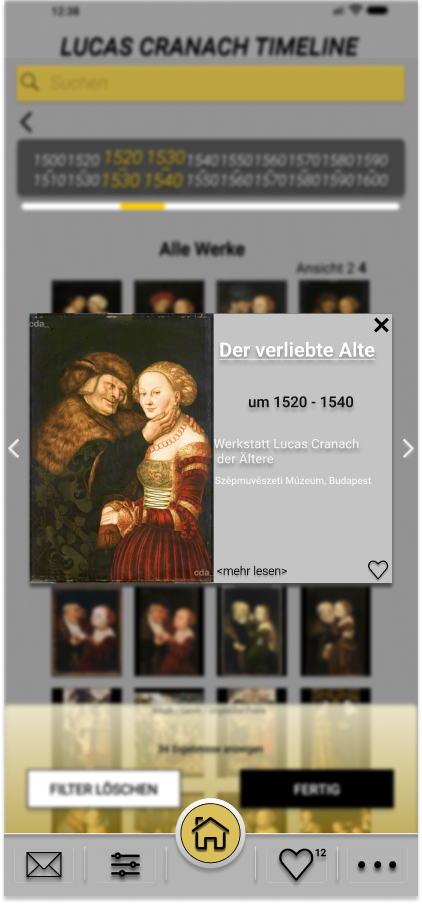 12:38
LUCAS CRANACH TIMELINE
Suchen
1500 1520 1520 1530 1540 1550 1560 1570 1580 1590
1510 1530 1530 1540 1550 1560 1570 1580 1590 1600
Alle Werke
Ansicht 2 4
cda_
Der verliebte Alte
um 1520 - 1540
Werkstatt Lucas Cranach
der Ältere
Szépmuvészeti Múzeum, Budapest
cda_
<mehr lesen>
34 Ergebnisse anzeigen
FILTER LÖSCHEN
FERTIG
12